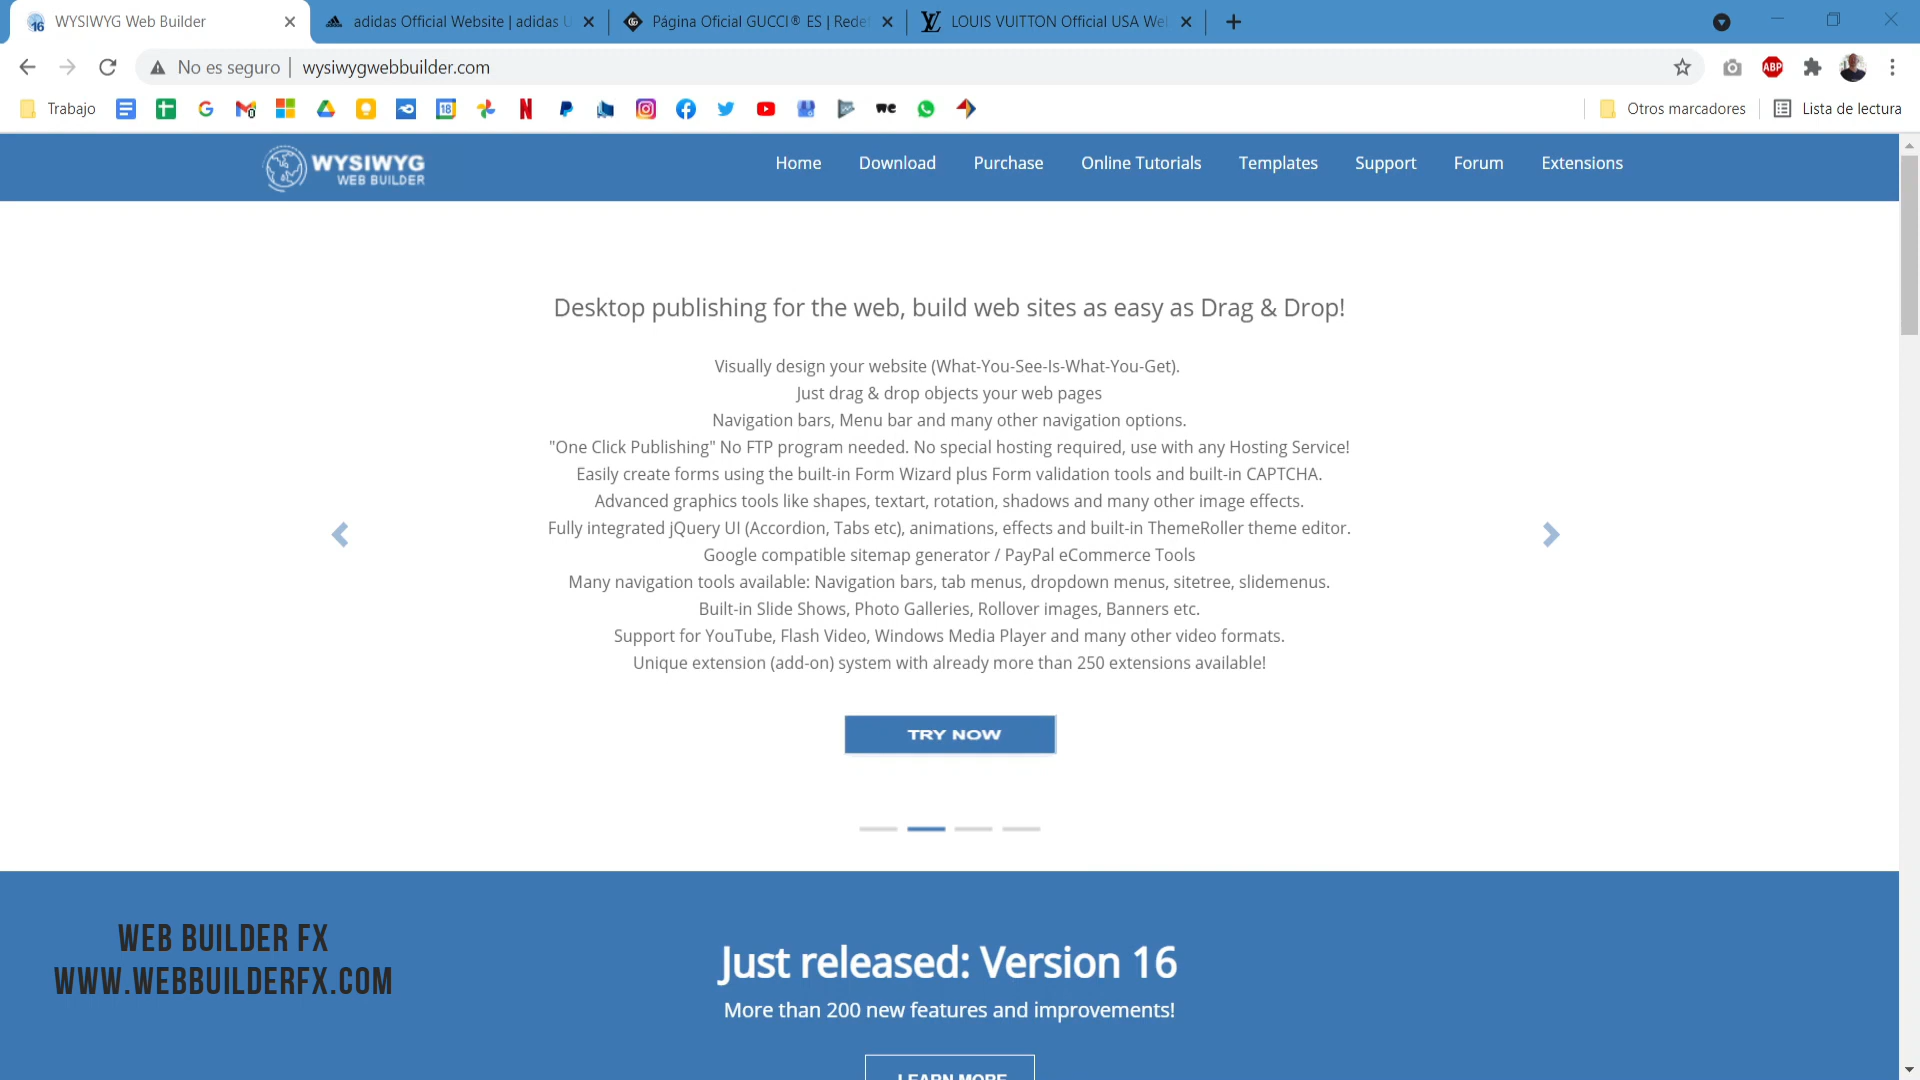 16 WYSIWYG Web Builder
adidas Official Website | adidas U
Página Oficial GUCCI® ES | Rede
LOUIS VUITTON Official USA We
No es seguro | wysiwygwebbuilder.com
ABP
Trabajo
Otros marcadores
Lista de lectura
WYSIWYG
WEB BUILDER
Home Download Purchase Online Tutorials Templates Support Forum Extensions
Desktop publishing for the web, build web sites as easy as Drag & Drop!
Visually design your website (What-You-See-Is-What-You-Get).
Just drag & drop objects your web pages
Navigation bars, Menu bar and many other navigation options.
"One Click Publishing" No FTP program needed. No special hosting required, use with any Hosting Service!
Easily create forms using the built-in Form Wizard plus Form validation tools and built-in CAPTCHA.
Advanced graphics tools like shapes, textart, rotation, shadows and many other image effects.
Fully integrated jQuery UI (Accordion, Tabs etc), animations, effects and built-in ThemeRoller theme editor.
Google compatible sitemap generator / PayPal eCommerce Tools
Many navigation tools available: Navigation bars, tab menus, dropdown menus, sitetree, slidemenus.
Built-in Slide Shows, Photo Galleries, Rollover images, Banners etc.
Support for YouTube, Flash Video, Windows Media Player and many other video formats.
Unique extension (add-on) system with already more than 250 extensions available!
TRY NOW
WEB BUILDER FX
WWW.WEBBUILDERFX.COM
Just released: Version 16
More than 200 new features and improvements!
LEARN MORE